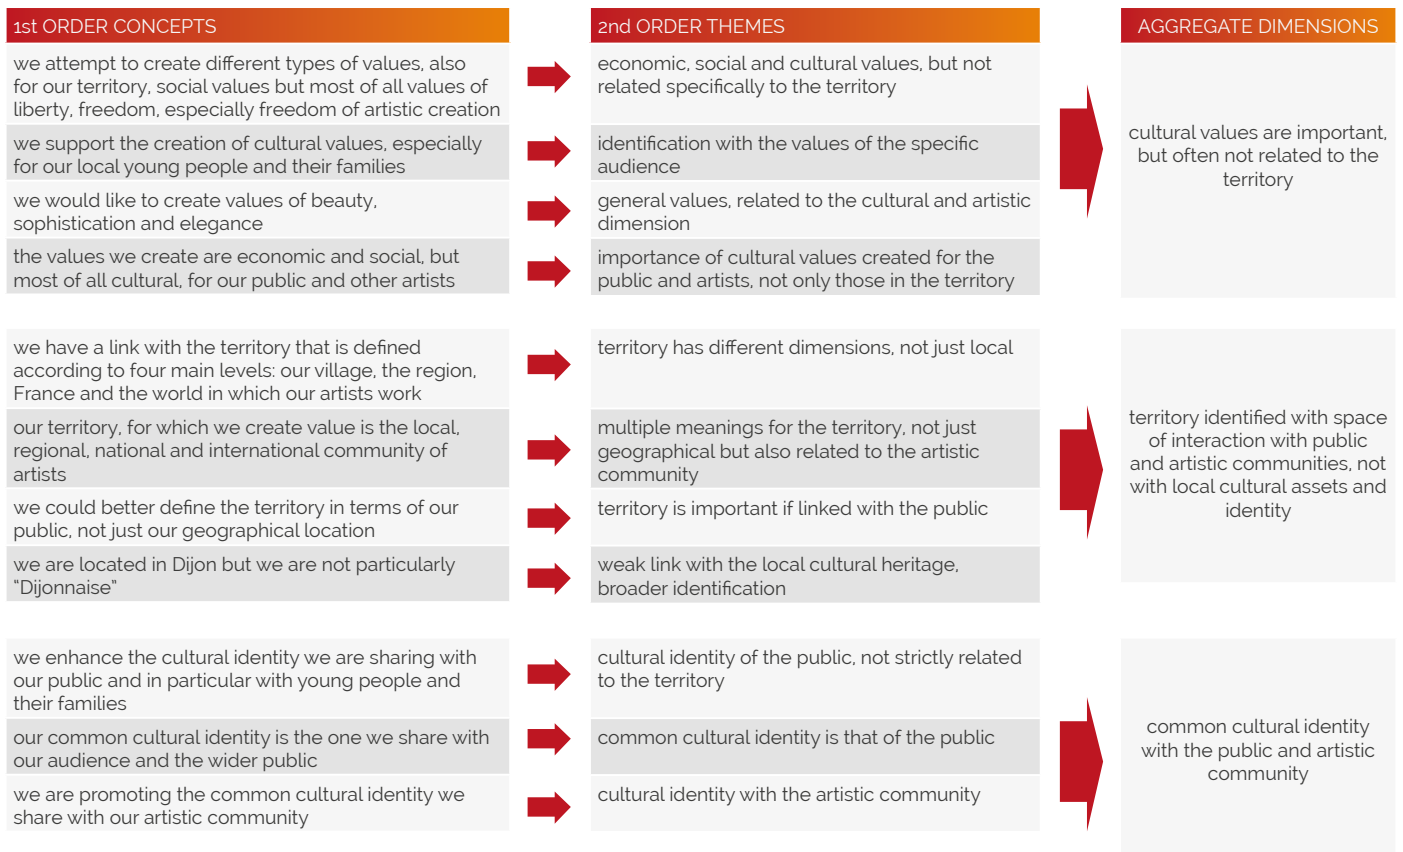 1st ORDER CONCEPTS
2nd ORDER THEMES
AGGREGATE DIMENSIONS
we attempt to create different types of values, also
for our territory, social values but most of all values of
liberty, freedom, especially freedom of artistic creation
economic, social and cultural values, but not
related specifically to the territory
we support the creation of cultural values, especially
for our local young people and their families
identification with the values of the specific
audience
we would like to create values of beauty,
sophistication and elegance
general values, related to the cultural and artistic
dimension
the values we create are economic and social, but
most of all cultural, for our public and other artists
importance of cultural values created for the
public and artists, not only those in the territory
cultural values are important,
but often not related to the
territory
we have a link with the territory that is defined
according to four main levels: our village, the region,
France and the world in which our artists work
territory has different dimensions, not just local
our territory, for which we create value is the local,
regional, national and international community of
artists
multiple meanings for the territory, not just
geographical but also related to the artistic
community
we could better define the territory in terms of our
public, not just our geographical location
territory is important if linked with the public
we are located in Dijon but we are not particularly
"Dijonnaise"
weak link with the local cultural heritage,
broader identification
territory identified with space
of interaction with public
and artistic communities, not
with local cultural assets and
identity
we enhance the cultural identity we are sharing with
our public and in particular with young people and
their families
cultural identity of the public, not strictly related
to the territory
our common cultural identity is the one we share with
our audience and the wider public
common cultural identity is that of the public
we are promoting the common cultural identity we
share with our artistic community
cultural identity with the artistic community
common cultural identity
with the public and artistic
community